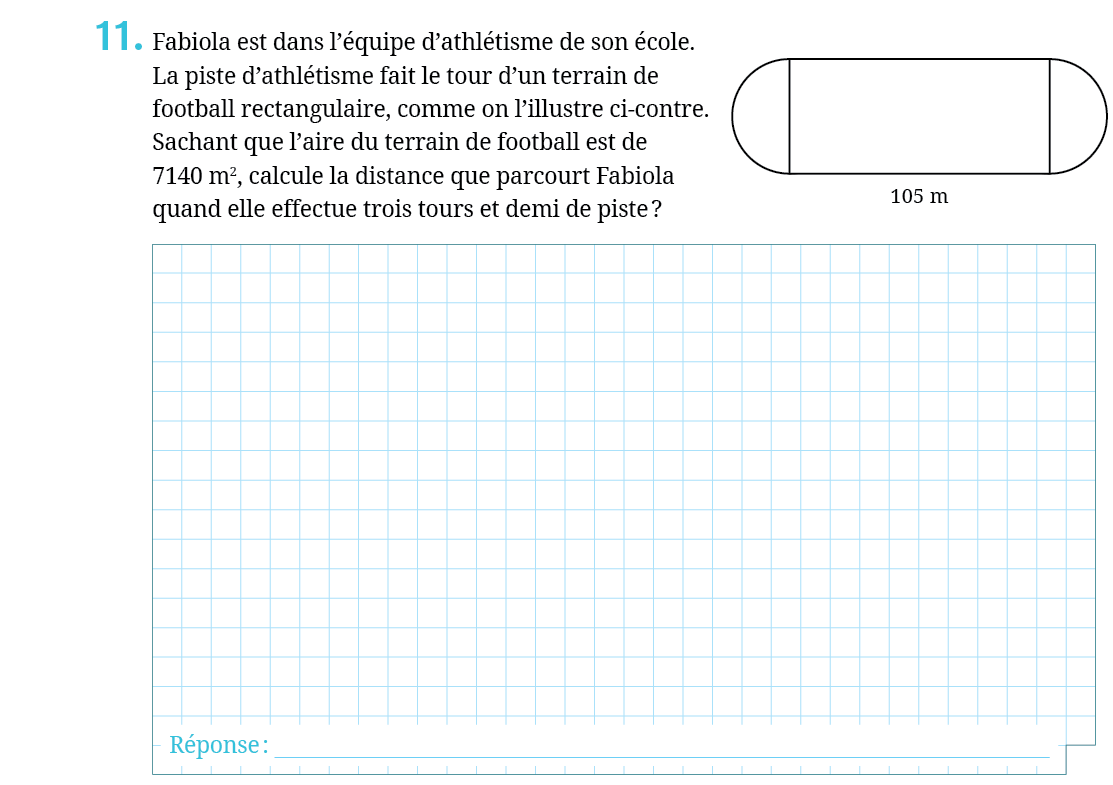 11. Fabiola est dans l’équipe d’athlétisme de son école.
La piste d’athlétisme fait le tour d’un terrain de
football rectangulaire, comme on l’illustre ci-contre.
Sachant que l’aire du terrain de football est de
7140 m², calcule la distance que parcourt Fabiola
quand elle effectue trois tours et demi de piste ?
105 m
Réponse :